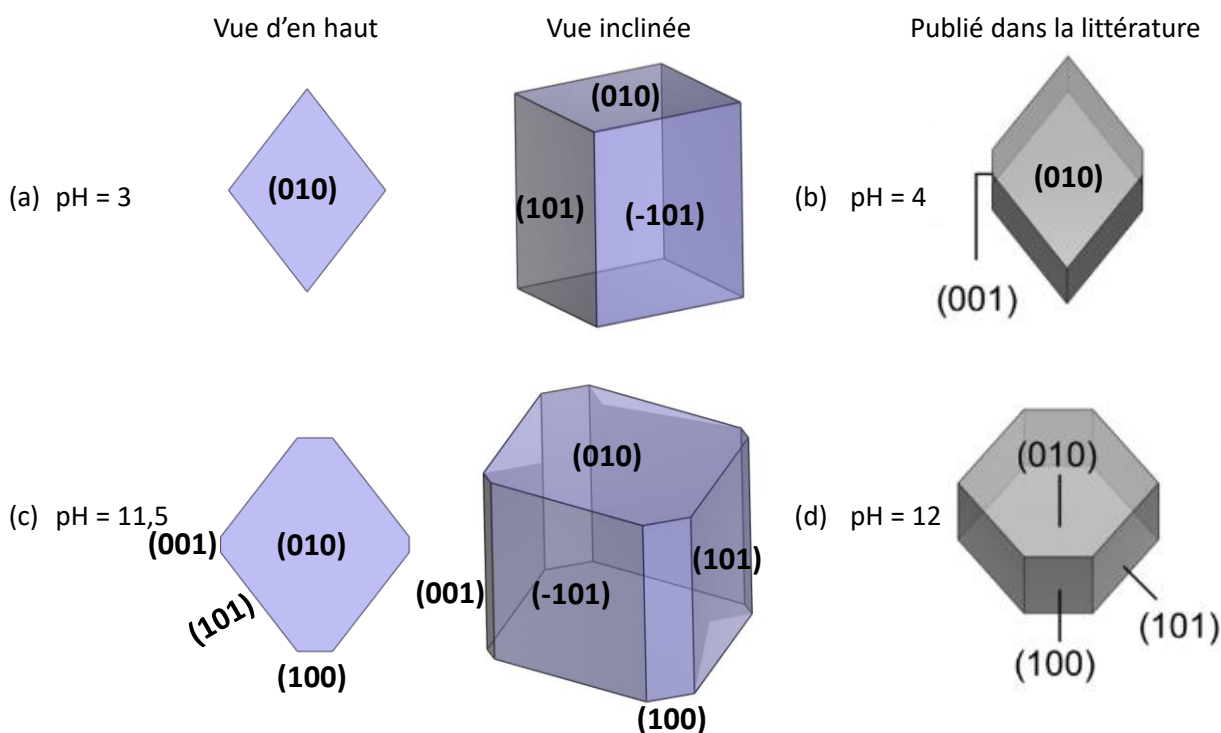 Vue d'en haut
Vue inclinée
Publié dans la littérature
(a) pH = 3
(010)
(010)
(101)
(-101)
(b) pH = 4
(010)
(001)
(c) pH = 11,5
(001)
(010)
(101)
(100)
(010)
(001)
(-101)
(101)
(100)
(d) pH = 12
(010)
(101)
(100)